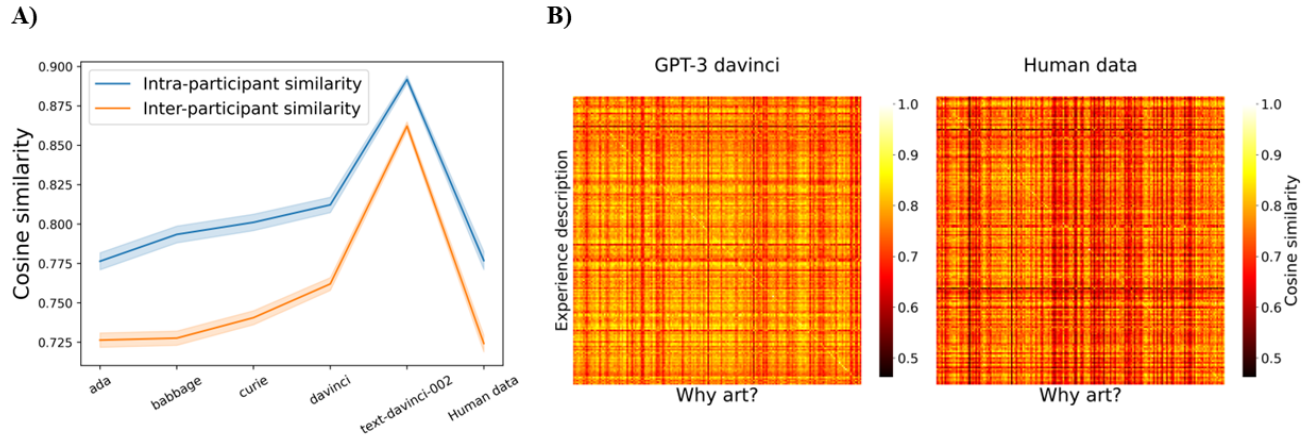 A)
Cosine similarity
0.900
0.875
0.850
0.825
0.800
0.775
0.750
0.725
Intra-participant similarity
Inter-participant similarity
ada
babbage
curie
davinci
text-davinci-002
Human data
B)
GPT-3 davinci
Experience description
Why art?
1.0
0.9
0.8
0.7
0.6
0.5
Human data
Why art?
1.0
0.9
0.8
0.7
0.6
0.5
Cosine similarity